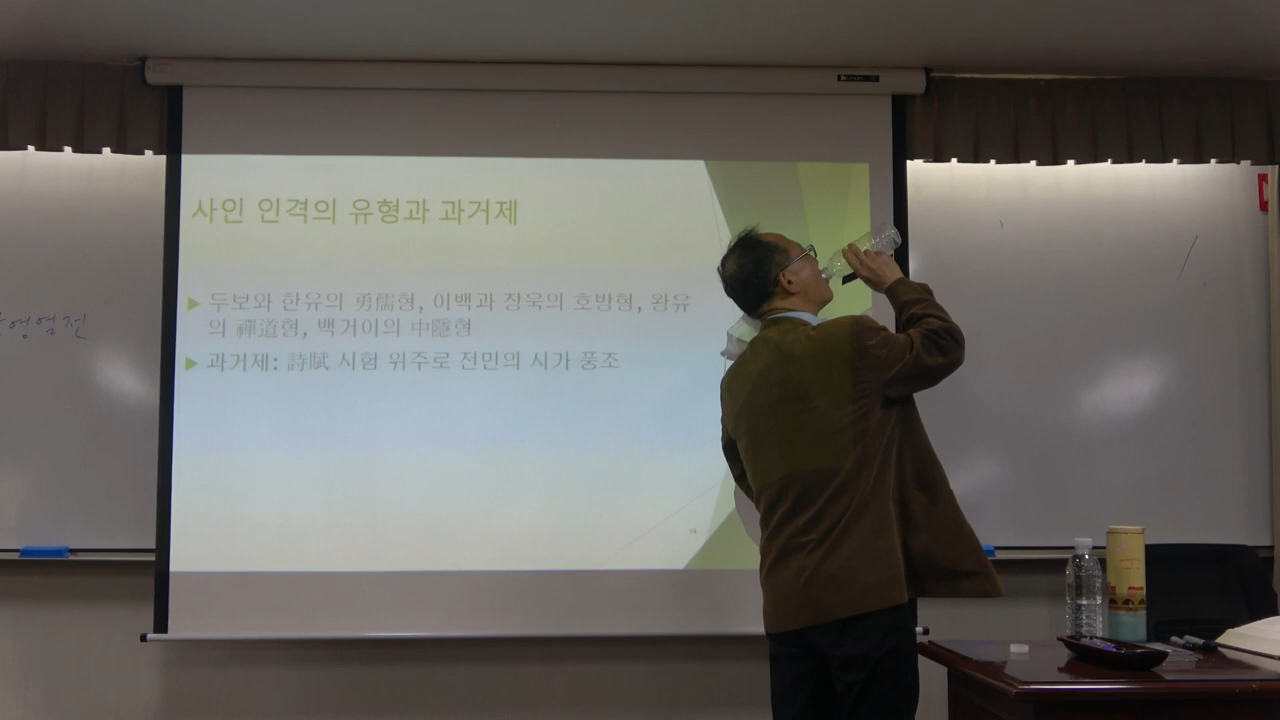 사인 인격의 유형과 과거제
두보와 한유의 勇儒형, 이백과 장욱의 호방형, 왕유
의 禪道형, 백거이의 中隱형
과거제: 詩賦 시험 위주로 전민의 시가 풍조
영엄전